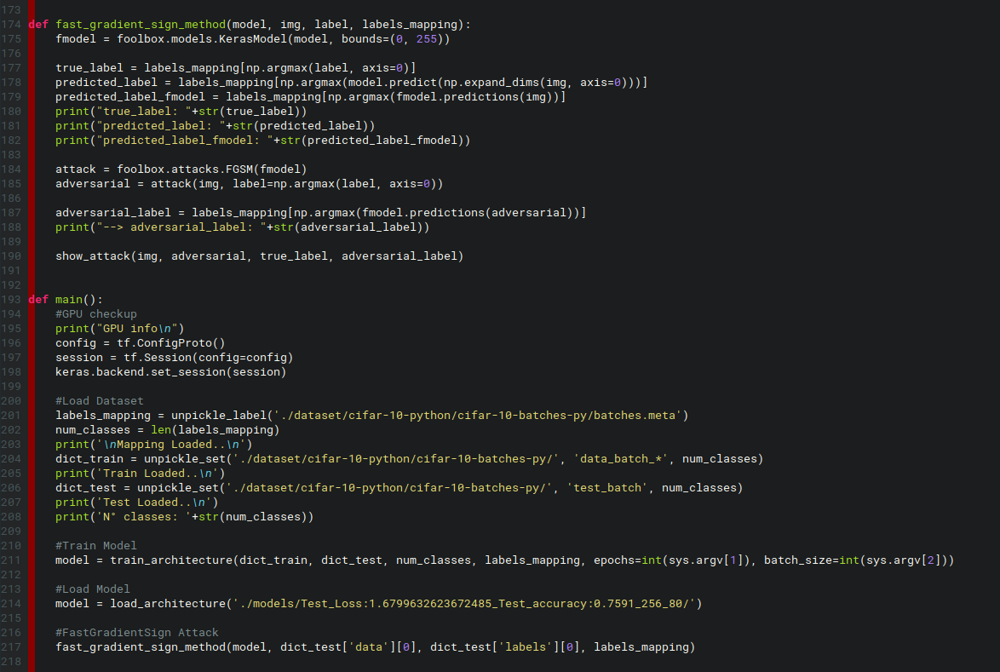 173
174 def fast_gradient_sign_method(model, img, label, labels_mapping):
175     fmodel = foolbox.models.KerasModel(model, bounds=(0, 255))
176
177     true_label = labels_mapping[np.argmax(label, axis=0)]
178     predicted_label = labels_mapping[np.argmax(model.predict(np.expand_dims(img, axis=0)))]
179     predicted_label_fmodel = labels_mapping[np.argmax(fmodel.predictions(img))]
180     print("true_label: "+str(true_label))
181     print("predicted_label: "+str(predicted_label))
182     print("predicted_label_fmodel: "+str(predicted_label_fmodel))
183
184     attack = foolbox.attacks.FGSM(fmodel)
185     adversarial = attack(img, label=np.argmax(label, axis=0))
186
187     adversarial_label = labels_mapping[np.argmax(fmodel.predictions(adversarial))]
188     print("--> adversarial_label: "+str(adversarial_label))
189
190     show_attack(img, adversarial, true_label, adversarial_label)
191
192
193 def main():
194     #GPU checkup
195     print("GPU info\n")
196     config = tf.ConfigProto()
197     session = tf.Session(config=config)
198     keras.backend.set_session(session)
199
200     #Load Dataset
201     labels_mapping = unpickle_label('./dataset/cifar-10-python/cifar-10-batches-py/batches.meta')
202     num_classes = len(labels_mapping)
203     print('\nMapping Loaded..\n')
204     dict_train = unpickle_set('./dataset/cifar-10-python/cifar-10-batches-py/', 'data_batch_*', num_classes)
205     print('Train Loaded..\n')
206     dict_test = unpickle_set('./dataset/cifar-10-python/cifar-10-batches-py/', 'test_batch', num_classes)
207     print('Test Loaded..\n')
208     print('N° classes: '+str(num_classes))
209
210     #Train Model
211     model = train_architecture(dict_train, dict_test, num_classes, labels_mapping, epochs=int(sys.argv[1]), batch_size=int(sys.argv[2]))
212
213     #Load Model
214     model = load_architecture('./models/Test_Loss:1.6799632623672485_Test_accuracy:0.7591_256_80/')
215
216     #FastGradientSign Attack
217     fast_gradient_sign_method(model, dict_test['data'][0], dict_test['labels'][0], labels_mapping)
218